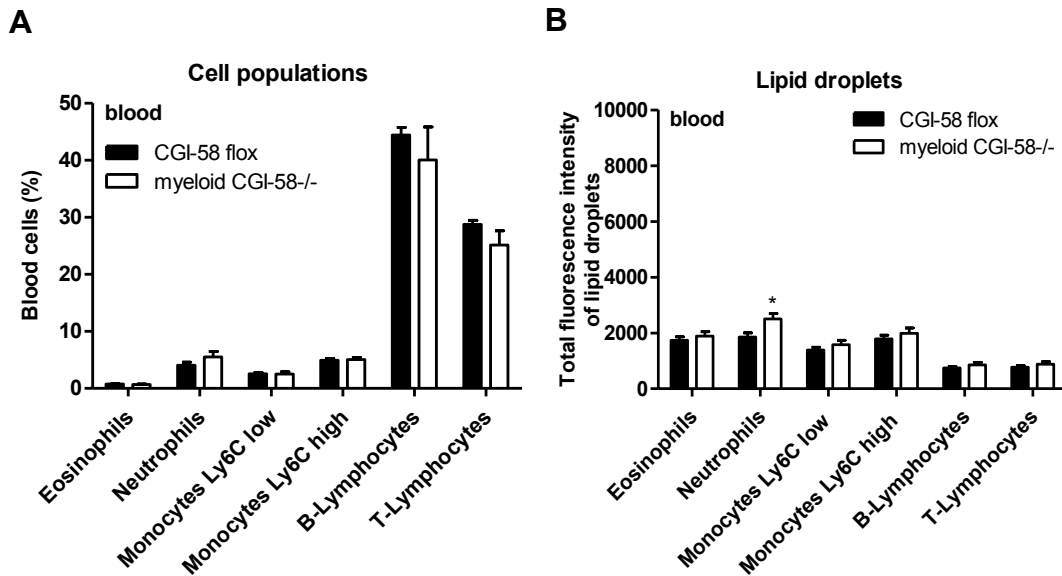 A
Cell populations
blood
CGI-58 flox
myeloid CGI-58-/-
Blood cells (%)
50
40
30
20
10
0
Eosinophils
Neutrophils
Monocytes Ly6C low
Monocytes Ly6C high
B-Lymphocytes
T-Lymphocytes
B
Lipid droplets
blood
CGI-58 flox
myeloid CGI-58-/-
Total fluorescence intensity
of lipid droplets
10000
8000
6000
4000
2000
0
*
Eosinophils
Neutrophils
Monocytes Ly6C low
Monocytes Ly6C high
B-Lymphocytes
T-Lymphocytes